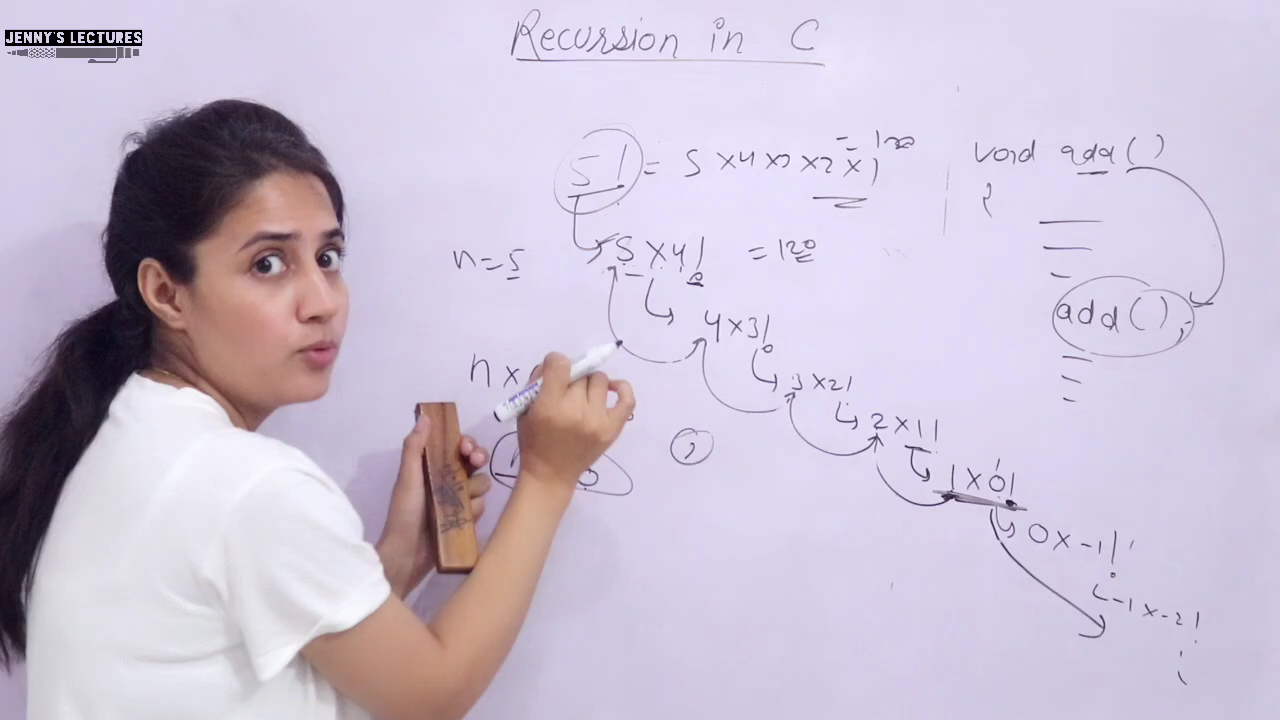 JENNY'S LECTURES
Recursion in C
5! = 5 x 4 x 3 x 2 x 1 = 120
void add()
{
n = 5
5 x 4! = 120
add();
4 x 3!
n x
3 x 2!
2 x 1!
1 x 0!
0 x -1!
-1 x -2!